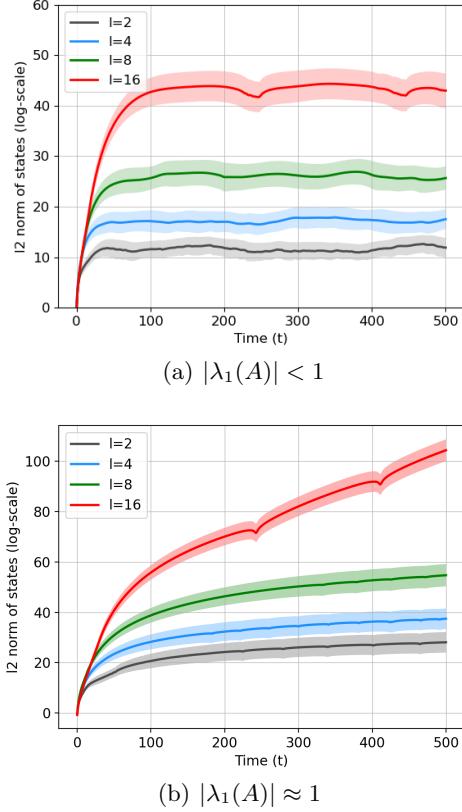 60
50
40
30
20
10
0
l2 norm of states (log-scale)
l=2
l=4
l=8
l=16
0 100 200 300 400 500
Time (t)
(a) |λ₁(A)| < 1
100
80
60
40
20
0
l2 norm of states (log-scale)
l=2
l=4
l=8
l=16
0 100 200 300 400 500
Time (t)
(b) |λ₁(A)| ≈ 1